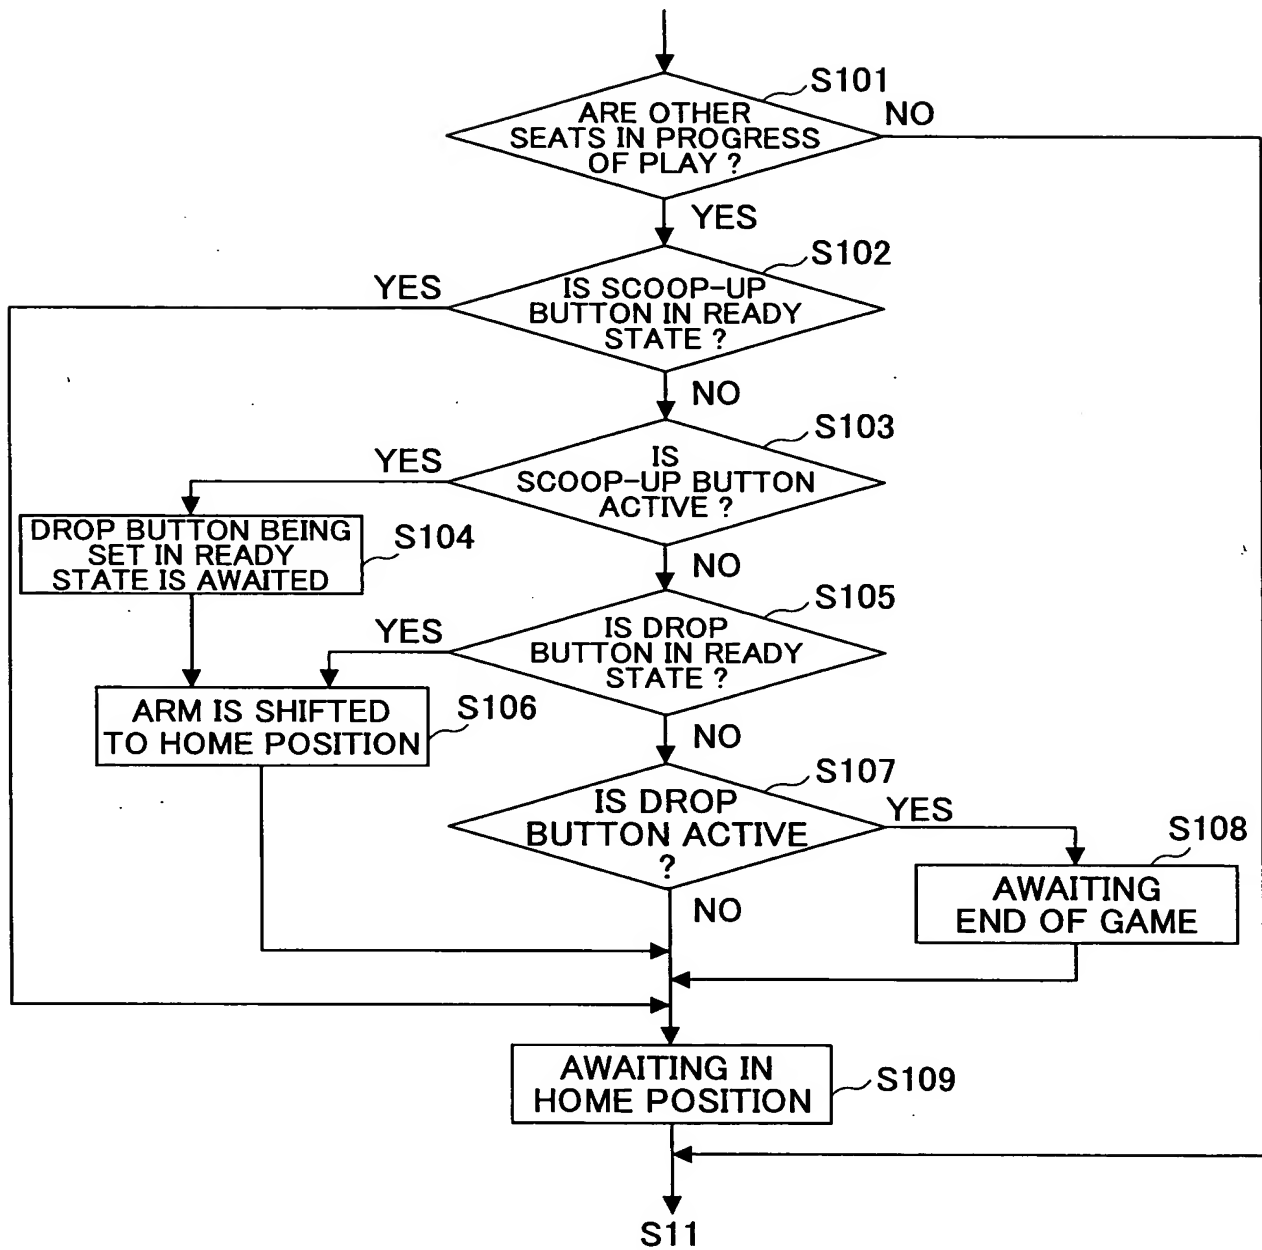 S101
ARE OTHER
SEATS IN PROGRESS
OF PLAY ?
NO
YES
S102
YES
IS SCOOP-UP
BUTTON IN READY
STATE ?
NO
S103
YES
IS
SCOOP-UP BUTTON
ACTIVE ?
DROP BUTTON BEING
SET IN READY
STATE IS AWAITED
S104
NO
S105
YES
IS DROP
BUTTON IN READY
STATE ?
ARM IS SHIFTED
TO HOME POSITION
S106
NO
S107
IS DROP
BUTTON ACTIVE
?
YES
S108
AWAITING
END OF GAME
NO
AWAITING IN
HOME POSITION
S109
S11